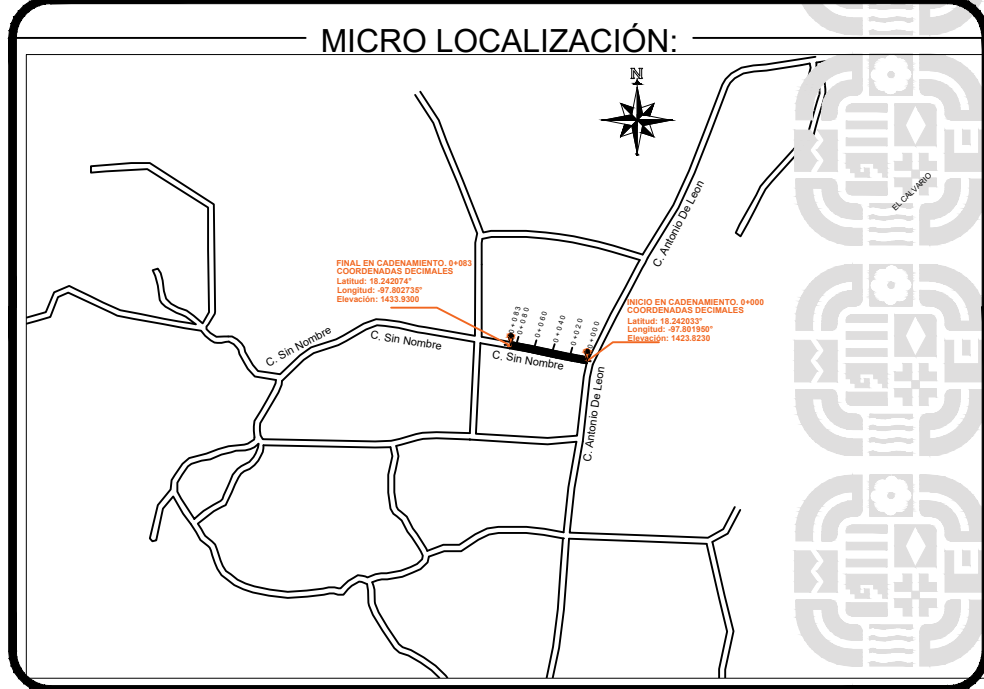 MICRO LOCALIZACIÓN:
N
EL CALVARIO
C. Antonio De Leon
FINAL EN CADENAMIENTO. 0+083
COORDENADAS DECIMALES
Latitud: 18.242074°
Longitud: -97.802735°
Elevación: 1433.9300
INICIO EN CADENAMIENTO. 0+000
COORDENADAS DECIMALES
Latitud: 18.242033°
Longitud: -97.801950°
Elevación: 1423.8230
0+083
0+080
0+060
0+040
0+020
0+000
C. Sin Nombre
C. Sin Nombre
C. Sin Nombre
C. Antonio De Leon